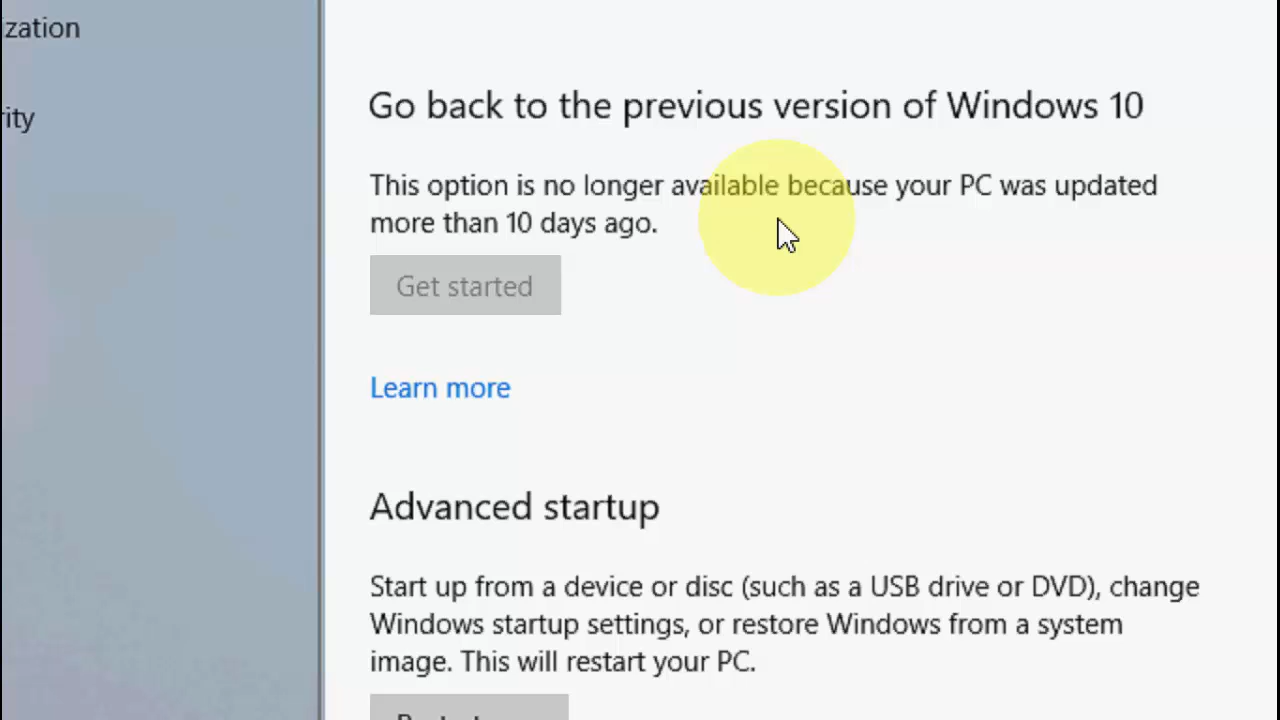 ization
rity
Go back to the previous version of Windows 10
This option is no longer available because your PC was updated
more than 10 days ago.
Get started
Learn more
Advanced startup
Start up from a device or disc (such as a USB drive or DVD), change
Windows startup settings, or restore Windows from a system
image. This will restart your PC.